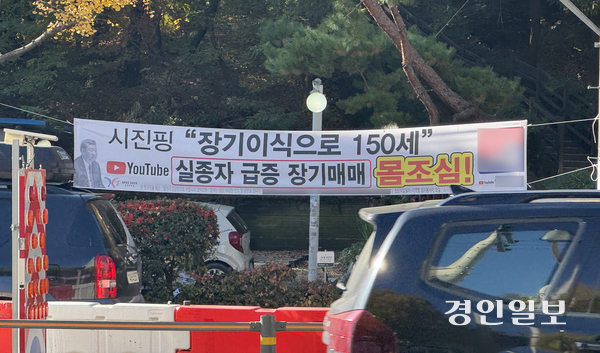 시진핑 “장기이식으로 150세”
YouTube 실종자 급증 장기매매 몸조심!
경인일보